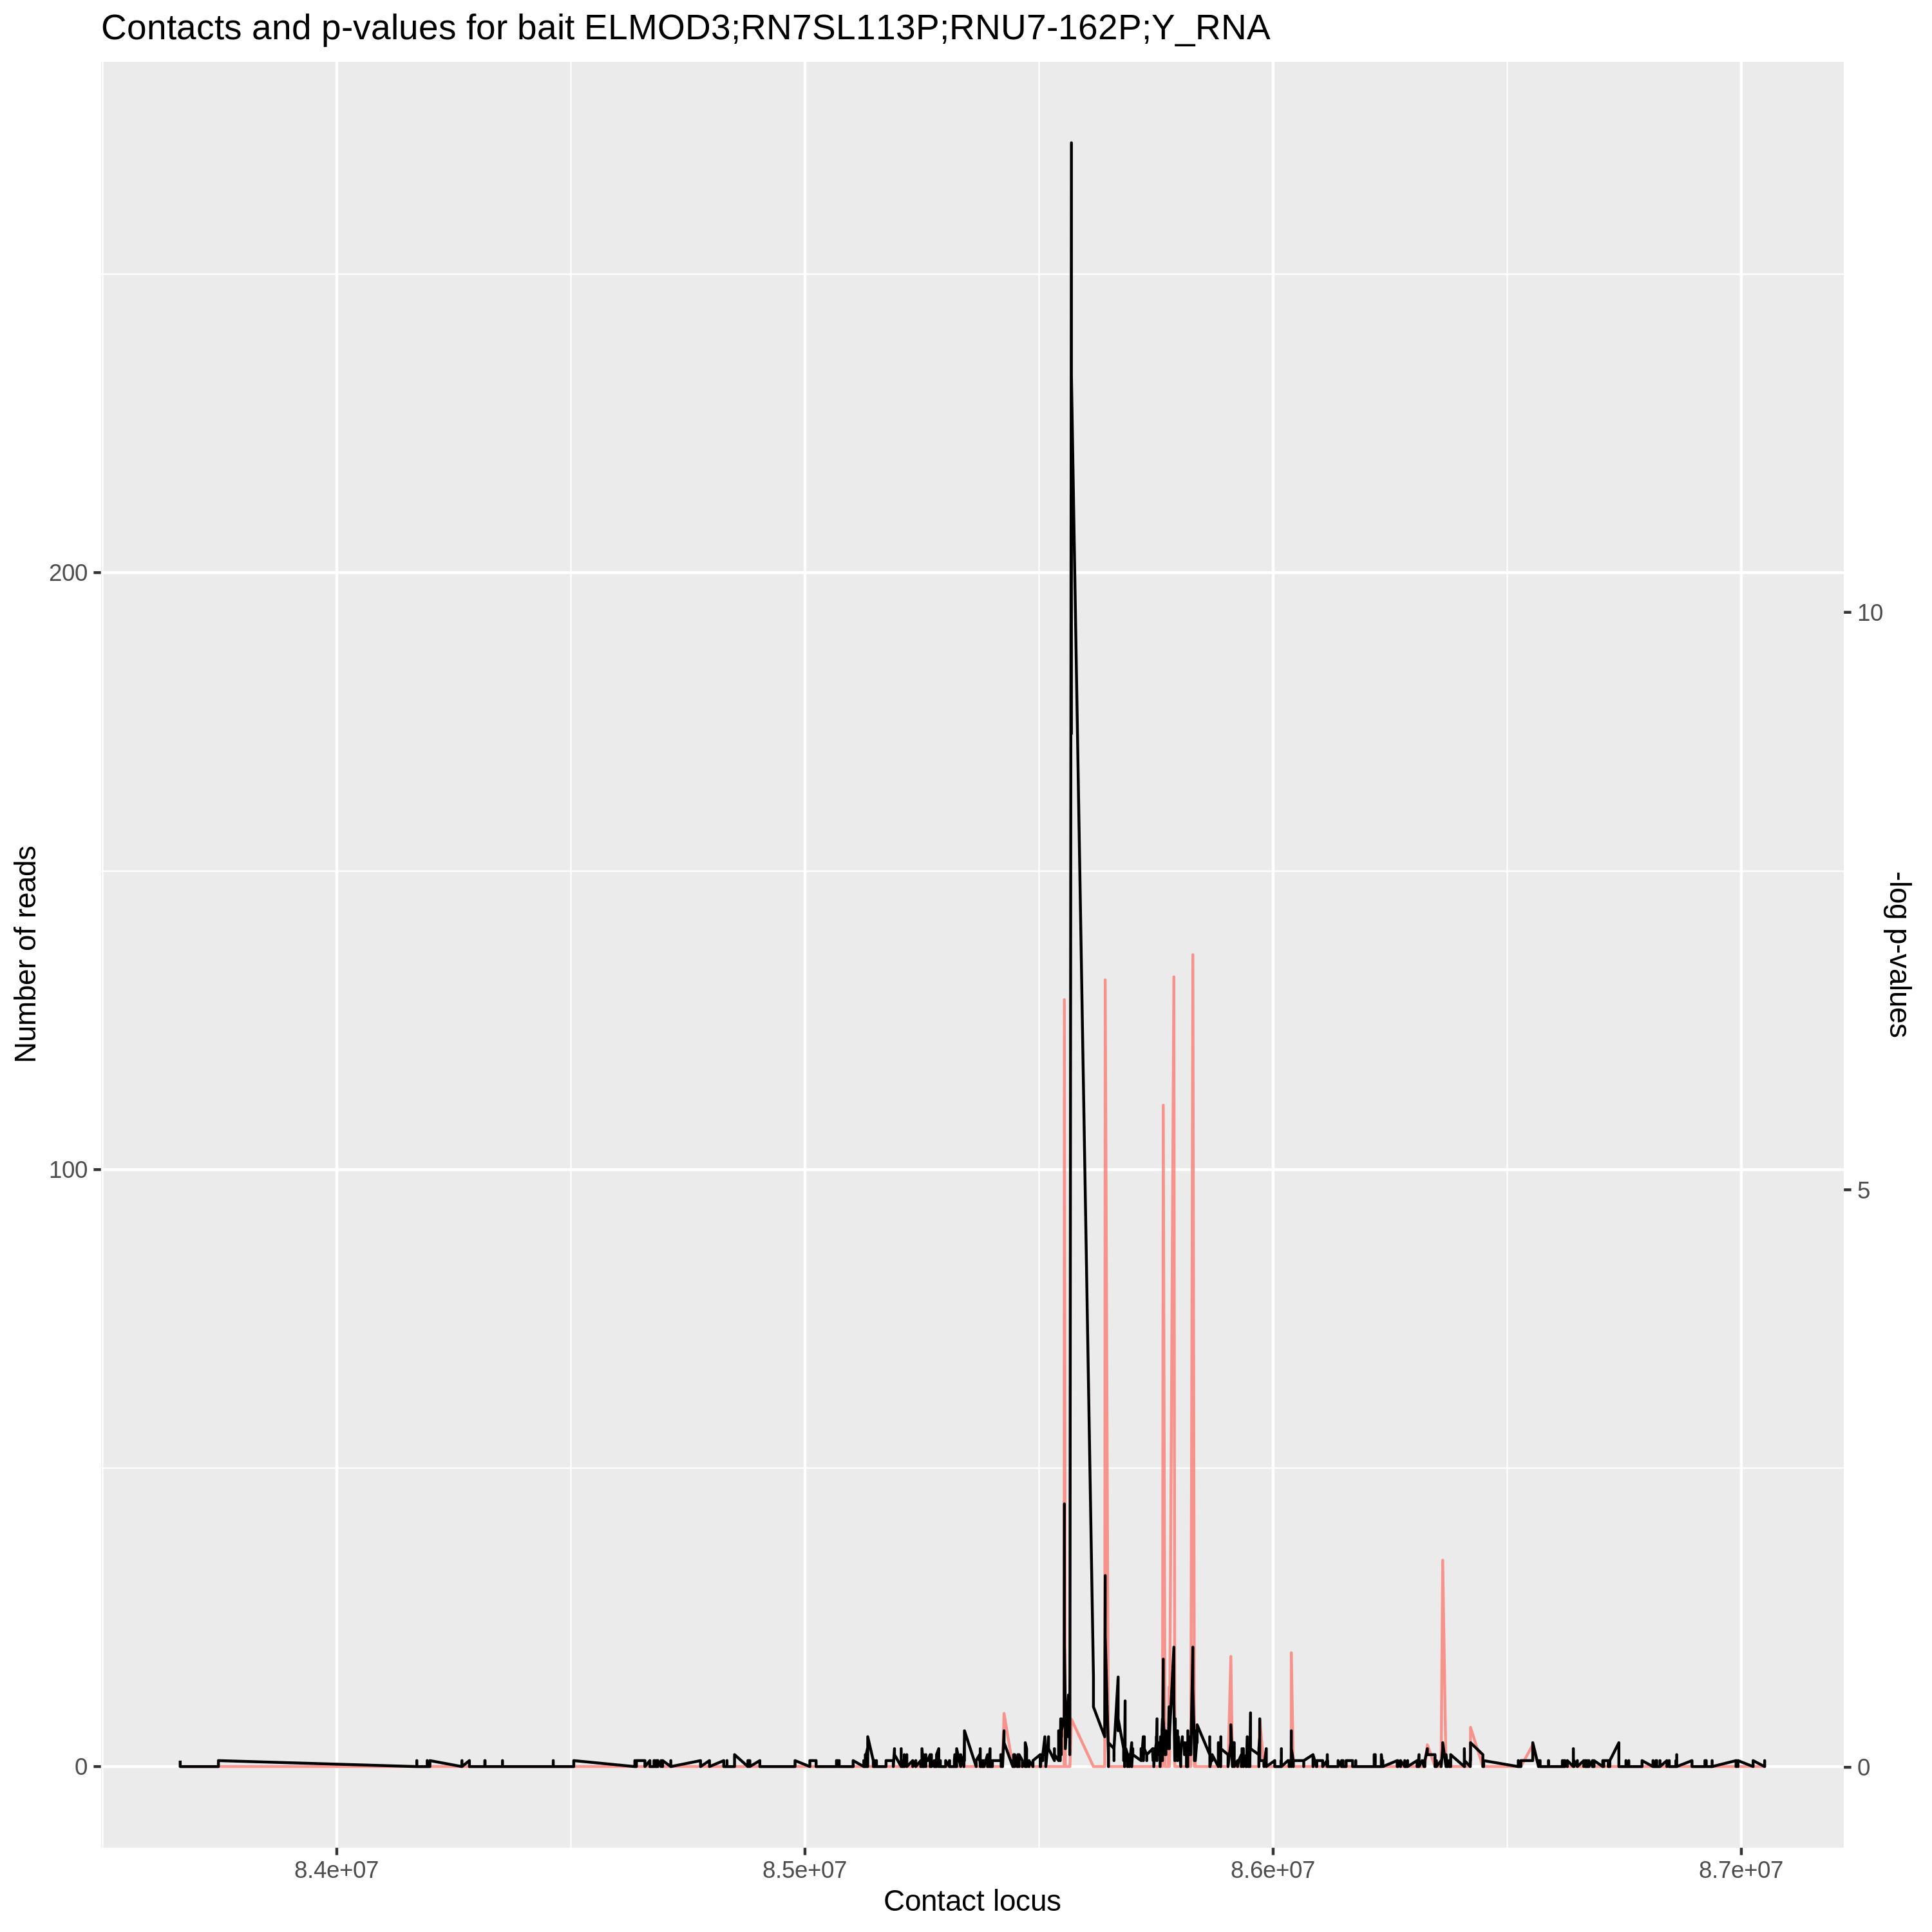 Contacts and p-values for bait ELMOD3;RN7SL113P;RNU7-162P;Y_RNA
Number of reads
200
100
0
10
5
0
-log p-values
8.4e+07 8.5e+07 8.6e+07 8.7e+07
Contact locus